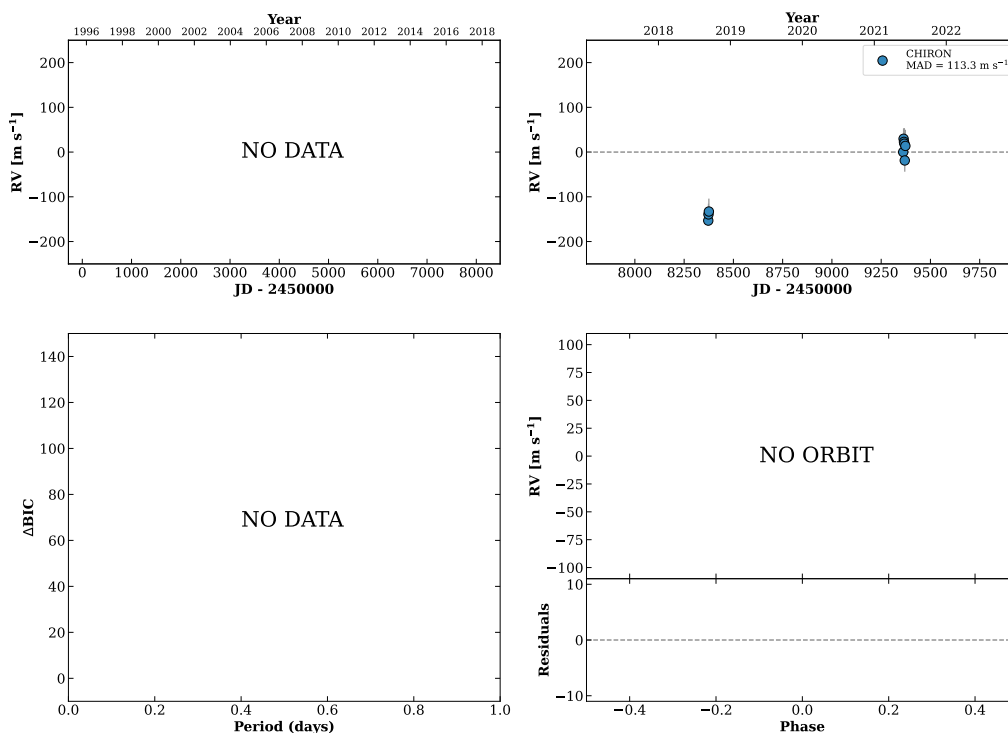 Year
1996 1998 2000 2002 2004 2006 2008 2010 2012 2014 2016 2018
200
100
0
−100
−200
RV [m s⁻¹]
NO DATA
0 1000 2000 3000 4000 5000 6000 7000 8000
JD - 2450000
Year
2018 2019 2020 2021 2022
CHIRON
MAD = 113.3 m s⁻¹
200
100
0
−100
−200
RV [m s⁻¹]
8000 8250 8500 8750 9000 9250 9500 9750
JD - 2450000
140
120
100
80
60
40
20
0
ΔBIC
NO DATA
0.0 0.2 0.4 0.6 0.8 1.0
Period (days)
100
75
50
25
0
−25
−50
−75
−100
RV [m s⁻¹]
NO ORBIT
10
0
−10
Residuals
−0.4 −0.2 0.0 0.2 0.4
Phase